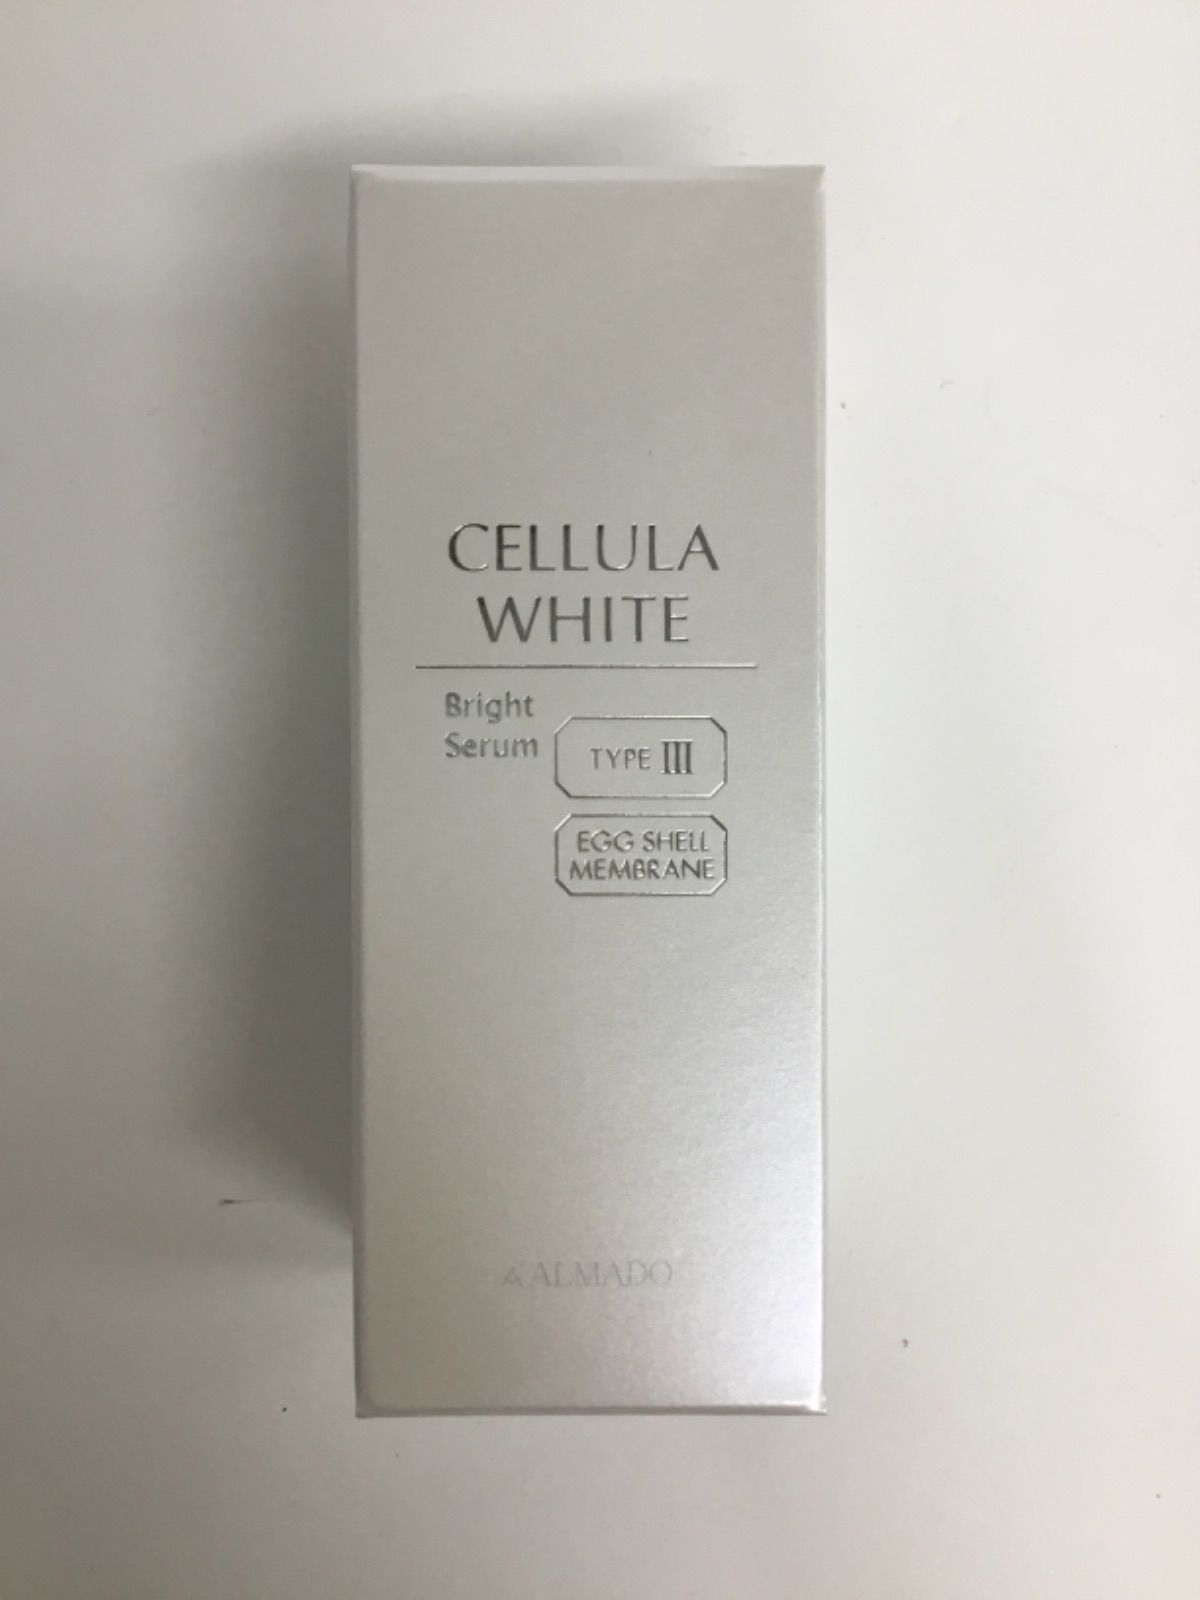 CELLULA
WHITE
Bright
Serum
TYPE III
EGG SHELL
MEMBRANE
ALMADO